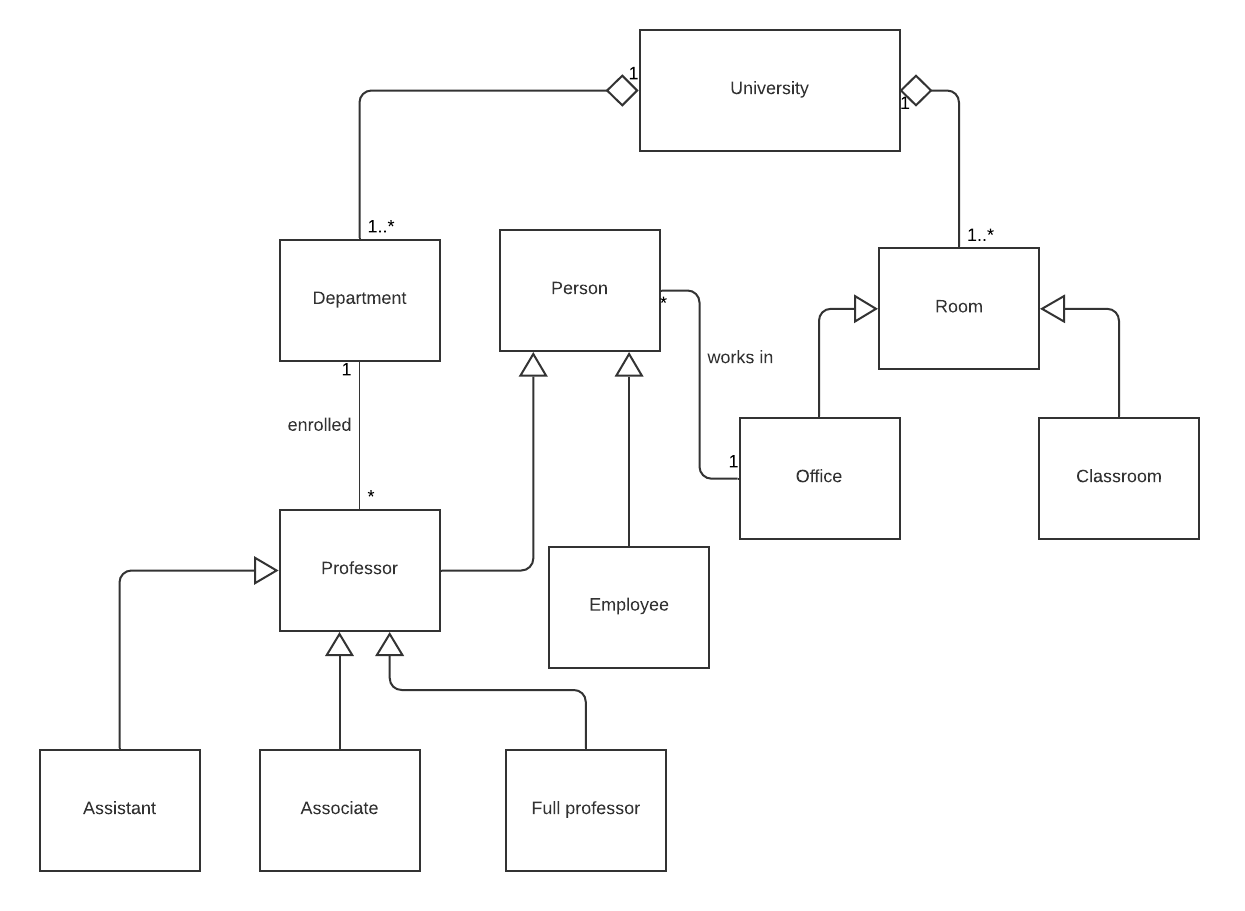 1
University
1
1..*
1..*
Department
Person
Room
*
works in
1
enrolled
1
Office
Classroom
*
Professor
Employee
Assistant
Associate
Full professor